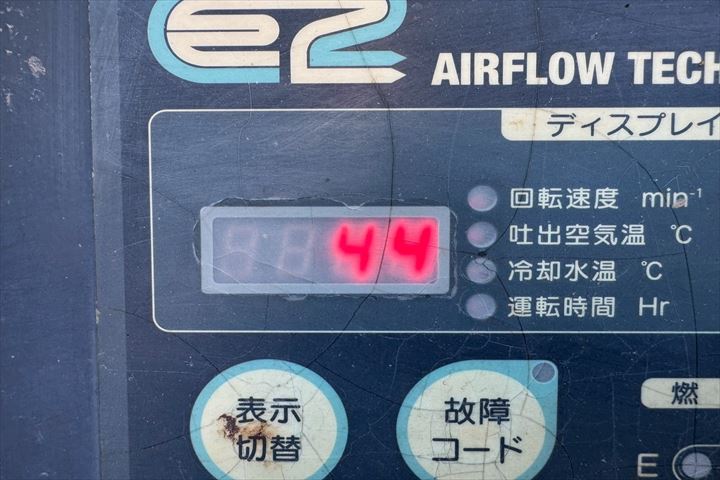 e2
AIRFLOW TECH
ディスプレイ
44
回転速度 min⁻¹
吐出空気温 ℃
冷却水温 ℃
運転時間 Hr
表示
切替
故障
コード
燃
E